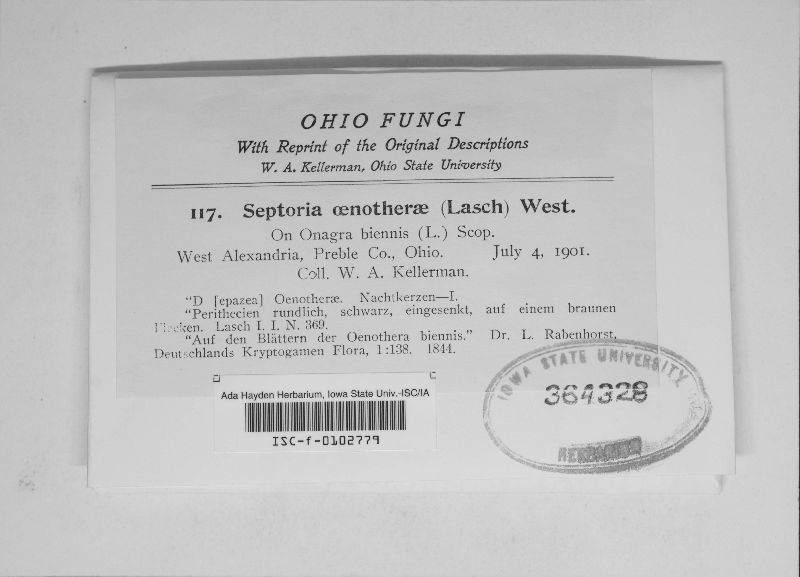 OHIO FUNGI
With Reprint of the Original Descriptions
W. A. Kellerman, Ohio State University
117. Septoria œnotheræ (Lasch) West.
On Onagra biennis (L.) Scop.
West Alexandria, Preble Co., Ohio. July 4, 1901.
Coll. W. A. Kellerman.
"D [epazea] Oenotheræ. Nachtkerzen—I.
"Perithecien rundlich, schwarz, eingesenkt, auf einem braunen
Flecken. Lasch I. I. N. 369.
"Auf den Blättern der Oenothera biennis." Dr. L. Rabenhorst,
Deutschlands Kryptogamen Flora, 1:138. 1844.
Ada Hayden Herbarium, Iowa State Univ.-ISC/IA
ISC-f-0102779
IOWA STATE UNIVERSITY
364328
HERBARIUM